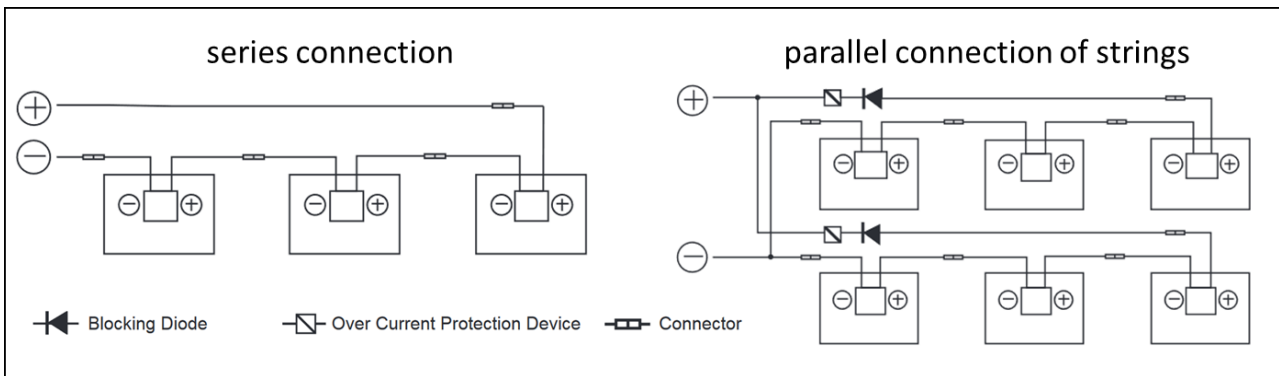 series connection
parallel connection of strings
Blocking Diode
Over Current Protection Device
Connector